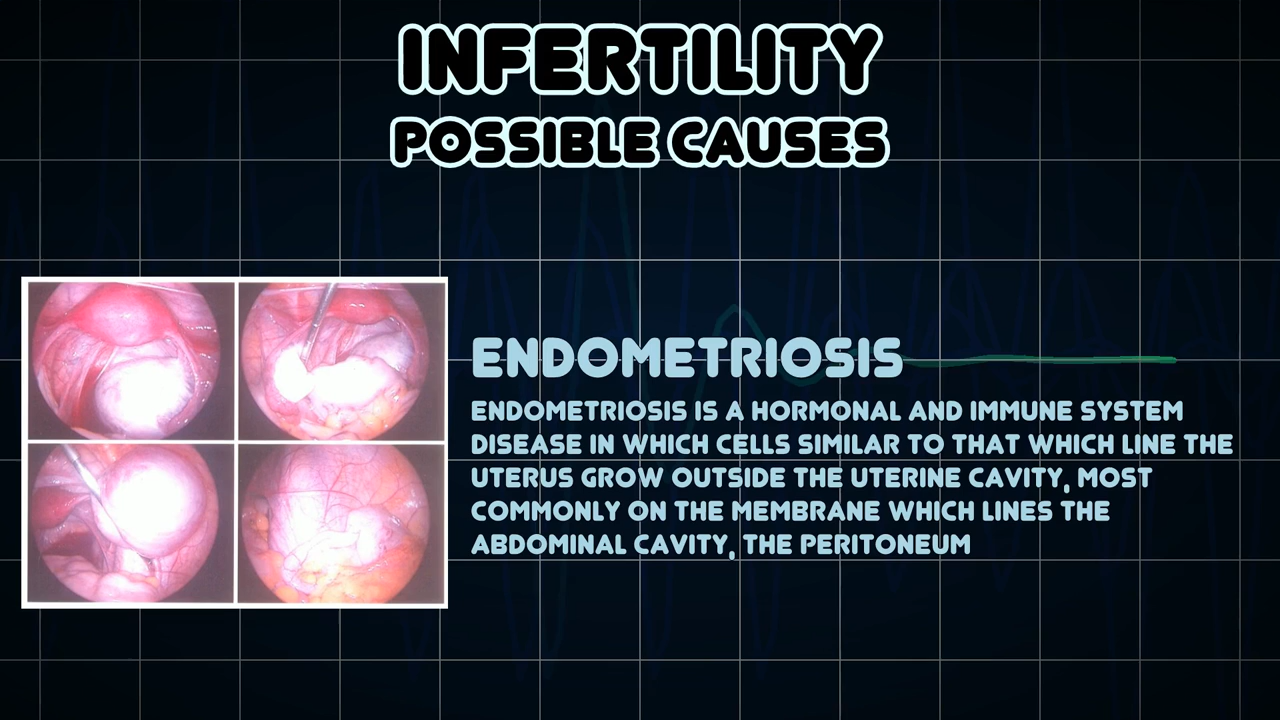 INFERTILITY
POSSIBLE CAUSES
ENDOMETRIOSIS
ENDOMETRIOSIS IS A HORMONAL AND IMMUNE SYSTEM
DISEASE IN WHICH CELLS SIMILAR TO THAT WHICH LINE THE
UTERUS GROW OUTSIDE THE UTERINE CAVITY, MOST
COMMONLY ON THE MEMBRANE WHICH LINES THE
ABDOMINAL CAVITY, THE PERITONEUM